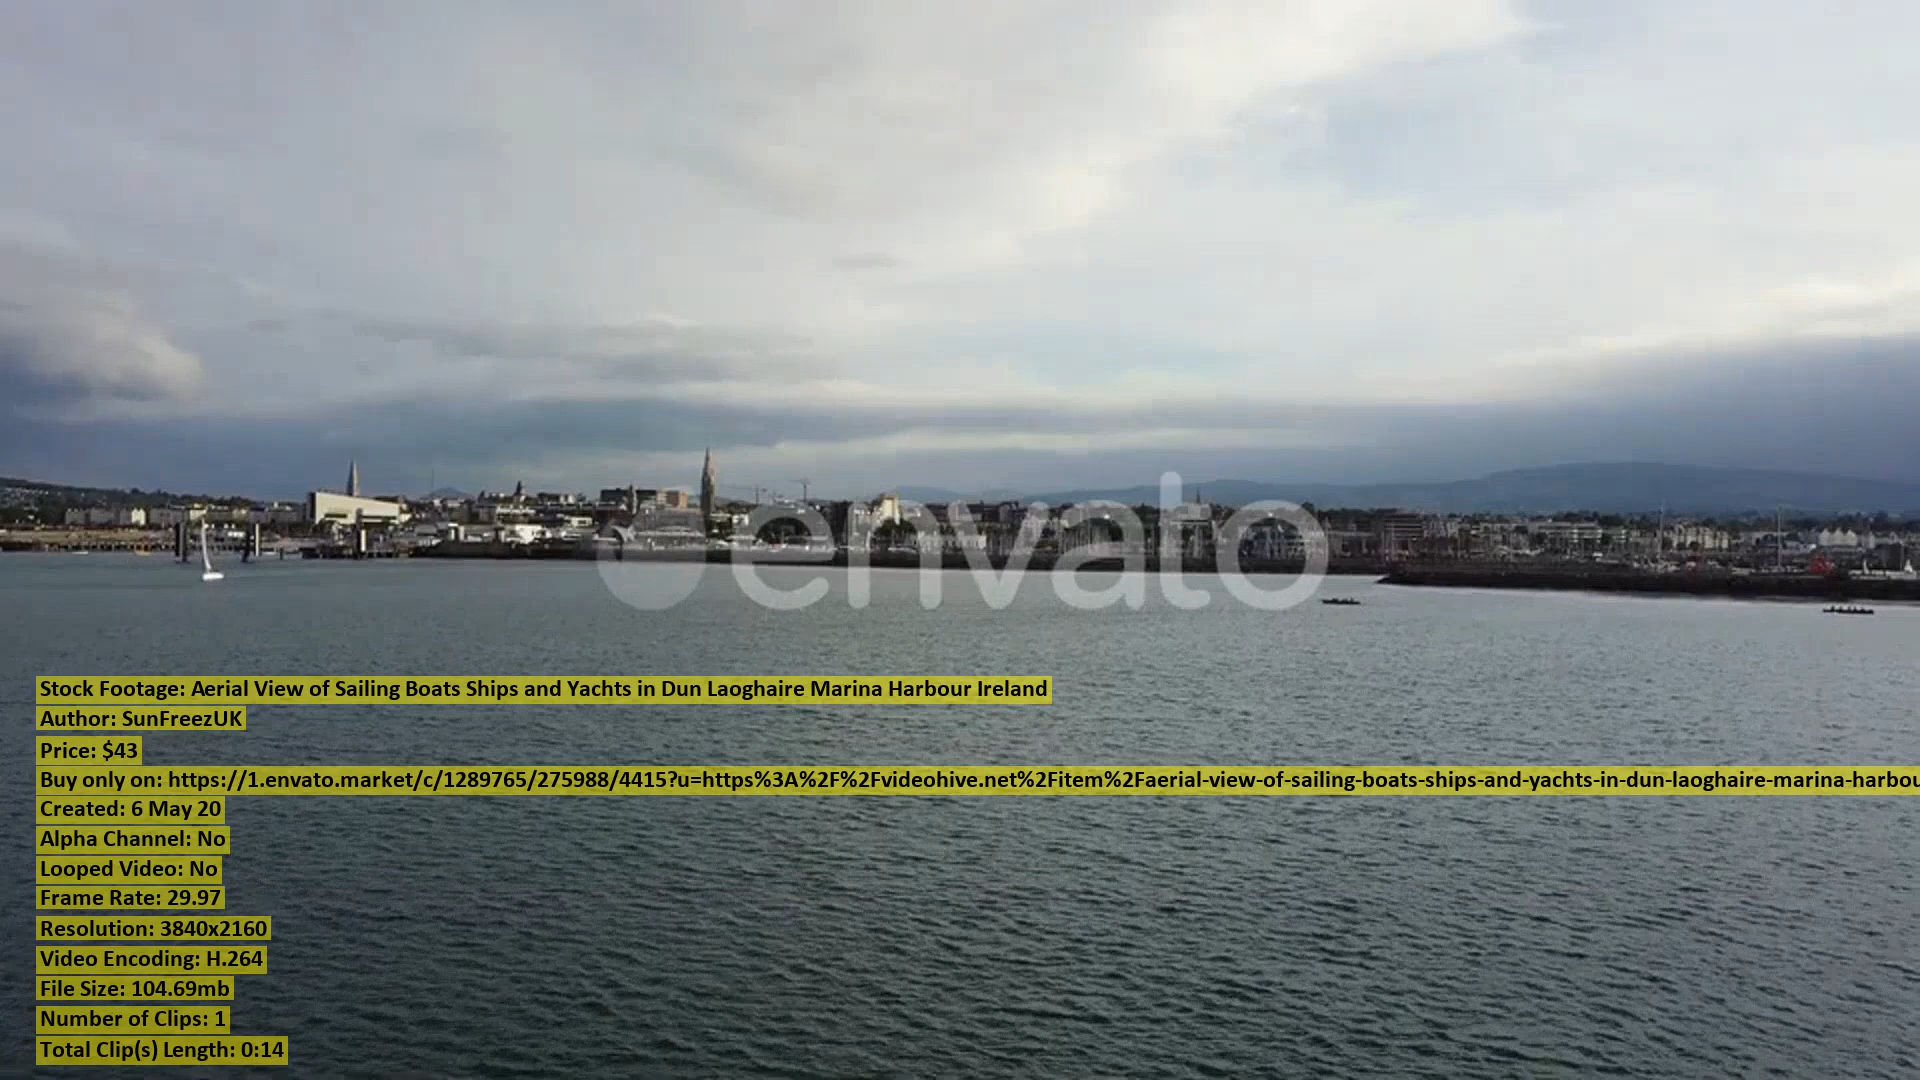 envato
Stock Footage: Aerial View of Sailing Boats Ships and Yachts in Dun Laoghaire Marina Harbour Ireland
Author: SunFreezUK
Price: $43
Buy only on: https://1.envato.market/c/1289765/275988/4415?u=https%3A%2F%2Fvideohive.net%2Fitem%2Faerial-view-of-sailing-boats-ships-and-yachts-in-dun-laoghaire-marina-harbou
Created: 6 May 20
Alpha Channel: No
Looped Video: No
Frame Rate: 29.97
Resolution: 3840x2160
Video Encoding: H.264
File Size: 104.69mb
Number of Clips: 1
Total Clip(s) Length: 0:14